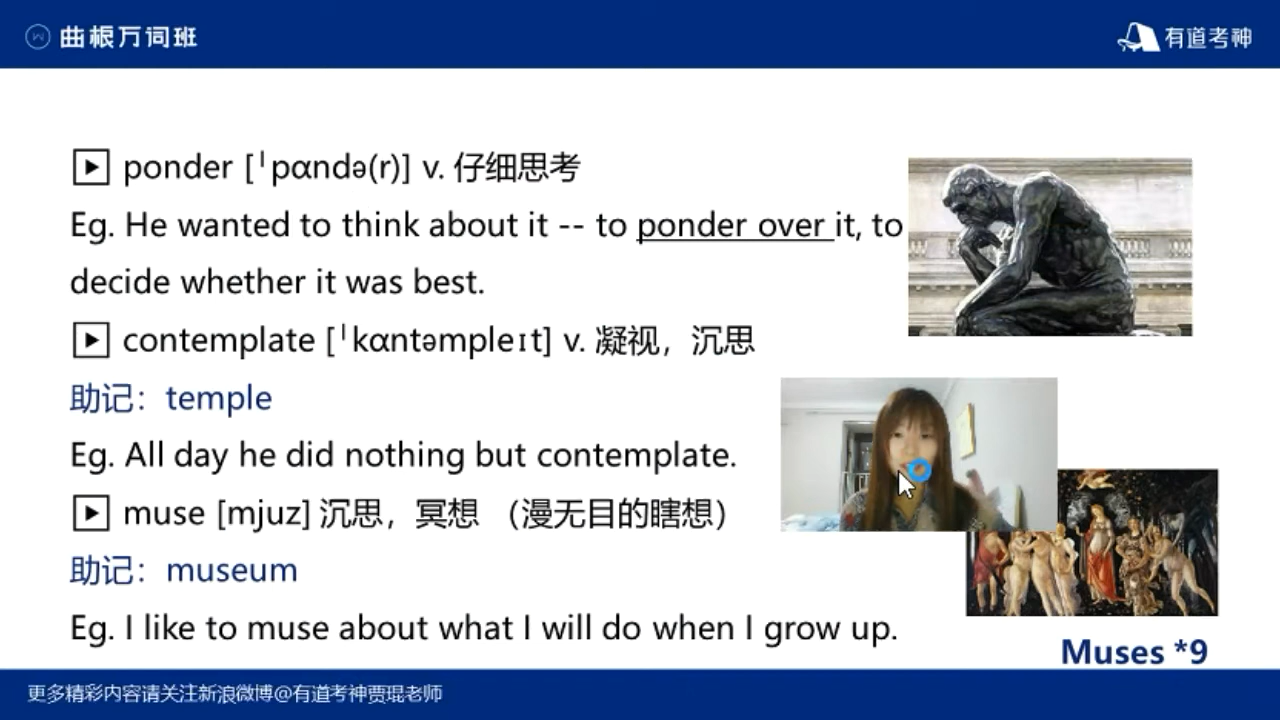 曲根万词班
有道考神
ponder [ˈpɑndə(r)] v. 仔细思考
Eg. He wanted to think about it -- to ponder over it, to
decide whether it was best.
contemplate [ˈkɑntəmpleɪt] v. 凝视，沉思
助记：temple
Eg. All day he did nothing but contemplate.
muse [mjuz] 沉思，冥想 （漫无目的瞎想）
助记：museum
Eg. I like to muse about what I will do when I grow up.
Muses *9
更多精彩内容请关注新浪微博@有道考神贾琨老师